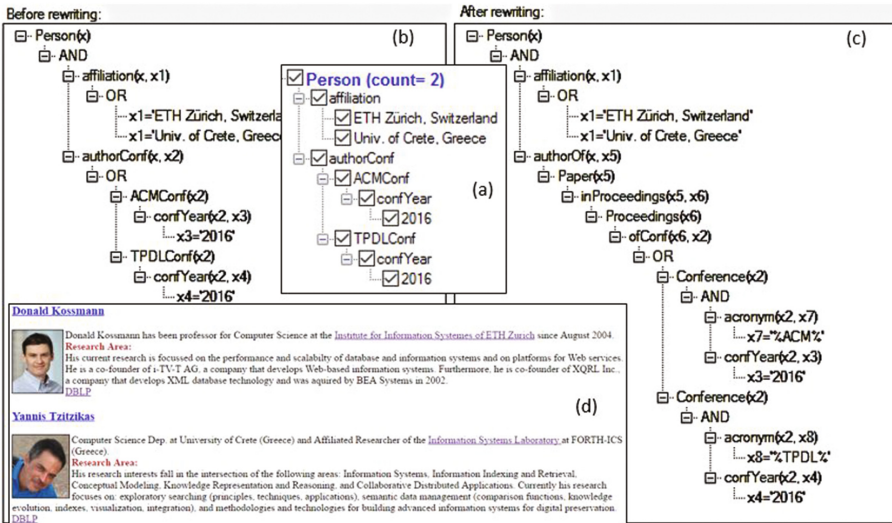 Before rewriting:
(b)
Person(x)
AND
affiliation(x, x1)
OR
x1='ETH Zürich, Switzerla
x1='Univ. of Crete, Greec
authorConf(x, x2)
OR
ACMConf(x2)
confYear(x2, x3)
x3='2016'
TPDLConf(x2)
confYear(x2, x4)
x4='2016'
Person (count= 2)
affiliation
ETH Zürich, Switzerland
Univ. of Crete, Greece
authorConf
ACMConf
(a)
confYear
2016
TPDLConf
confYear
2016
After rewriting:
(c)
Person(x)
AND
affiliation(x, x1)
OR
x1='ETH Zürich, Switzerland'
x1='Univ. of Crete, Greece'
authorOf(x, x5)
Paper(x5)
inProceedings(x5, x6)
Proceedings(x6)
ofConf(x6, x2)
OR
Conference(x2)
AND
acronym(x2, x7)
x7='%ACM%'
confYear(x2, x3)
x3='2016'
Conference(x2)
AND
acronym(x2, x8)
x8='%TPDL%'
confYear(x2, x4)
x4='2016'
Donald Kossmann
Donald Kossmann has been professor for Computer Science at the Institute for Information Systemes of ETH Zurich since August 2004.
Research Area:
His current research is focussed on the performance and scalabilty of database and information systems and on platforms for Web services.
He is a co-founder of i-TV-T AG, a company that develops Web-based information systems. Furthermore, he is co-founder of XQRL Inc.,
a company that develops XML database technology and was aquired by BEA Systems in 2002.
DBLP
(d)
Yannis Tzitzikas
Computer Science Dep. at University of Crete (Greece) and Affiliated Researcher of the Information Systems Laboratory at FORTH-ICS
(Greece).
Research Area:
His research interests fall in the intersection of the following areas: Information Systems, Information Indexing and Retrieval,
Conceptual Modeling, Knowledge Representation and Reasoning, and Collaborative Distributed Applications. Currently his research
focuses on: exploratory searching (principles, techniques, applications), semantic data management (comparison functions, knowledge
evolution, indexes, visualization, integration), and methodologies and technologies for building advanced information systems for digital preservation.
DBLP